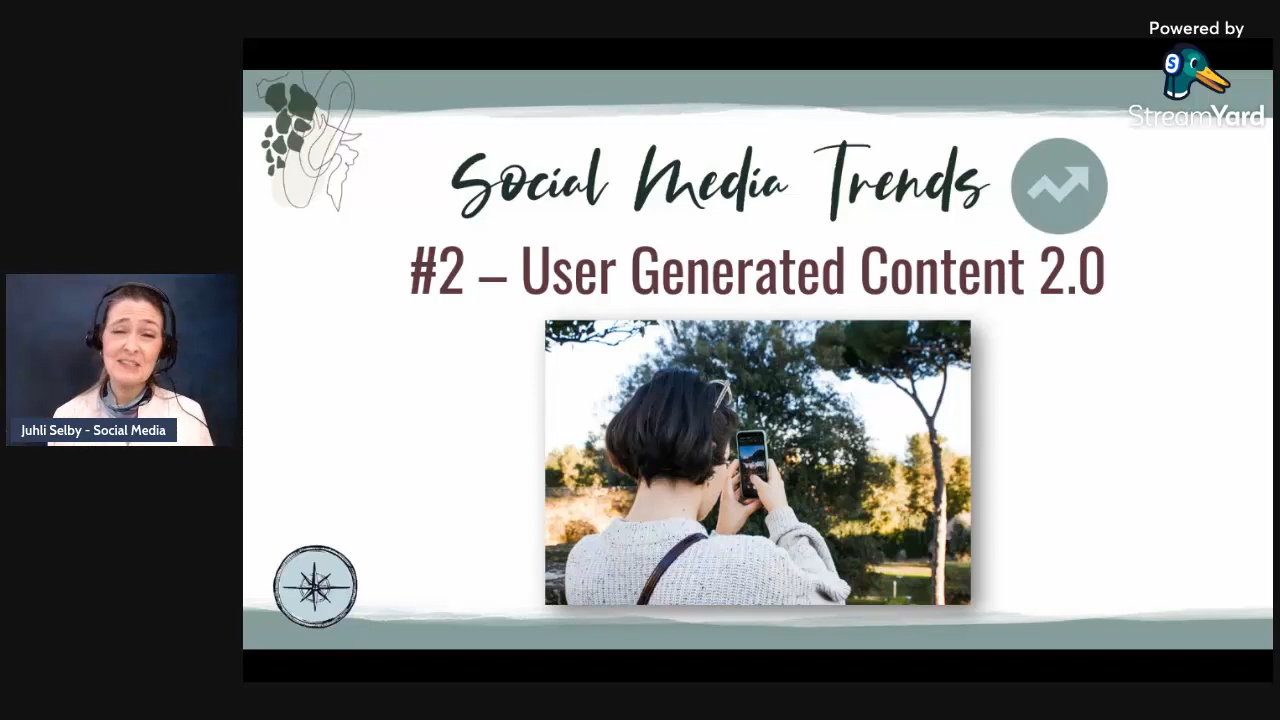 Powered by
StreamYard
Social Media Trends
#2 – User Generated Content 2.0
Juhli Selby - Social Media